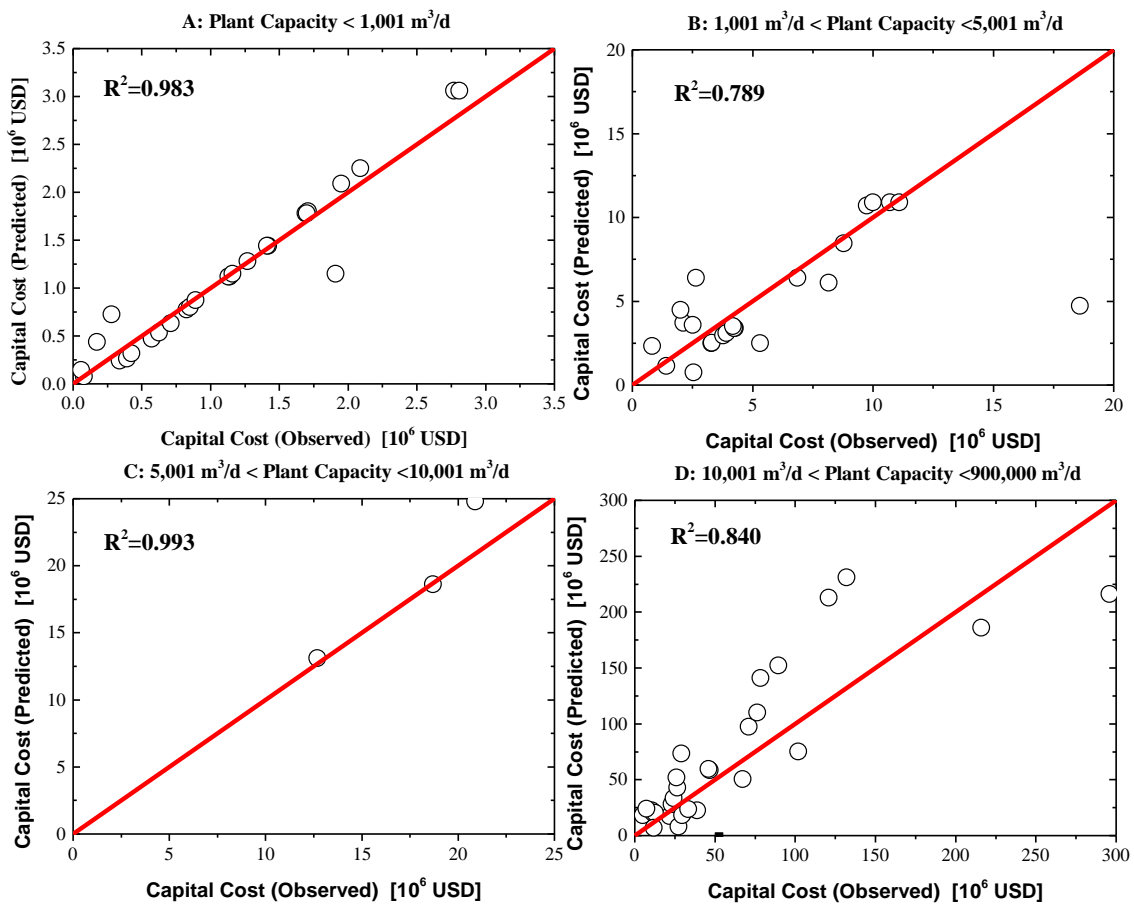 A: Plant Capacity < 1,001 m³/d
R²=0.983
Capital Cost (Predicted) [10⁶ USD]
3.5
3.0
2.5
2.0
1.5
1.0
0.5
0.0
0.0 0.5 1.0 1.5 2.0 2.5 3.0 3.5
Capital Cost (Observed) [10⁶ USD]
B: 1,001 m³/d < Plant Capacity <5,001 m³/d
R²=0.789
Capital Cost (Predicted) [10⁶ USD]
20
15
10
5
0
0 5 10 15 20
Capital Cost (Observed) [10⁶ USD]
C: 5,001 m³/d < Plant Capacity <10,001 m³/d
R²=0.993
Capital Cost (Predicted) [10⁶ USD]
25
20
15
10
5
0
0 5 10 15 20 25
Capital Cost (Observed) [10⁶ USD]
D: 10,001 m³/d < Plant Capacity <900,000 m³/d
R²=0.840
Capital Cost (Predicted) [10⁶ USD]
300
250
200
150
100
50
0
0 50 100 150 200 250 300
Capital Cost (Observed) [10⁶ USD]